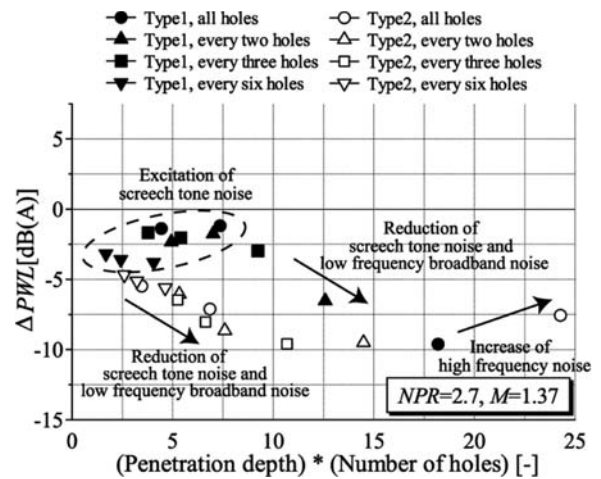 Type1, all holes
Type2, all holes
Type1, every two holes
Type2, every two holes
Type1, every three holes
Type2, every three holes
Type1, every six holes
Type2, every six holes
5
0
-5
-10
-15
ΔPWL[dB(A)]
Excitation of
screech tone noise
Reduction of
screech tone noise and
low frequency broadband noise
Reduction of
screech tone noise and
low frequency broadband noise
Increase of
high frequency noise
NPR=2.7, M=1.37
0 5 10 15 20 25
(Penetration depth) * (Number of holes) [-]